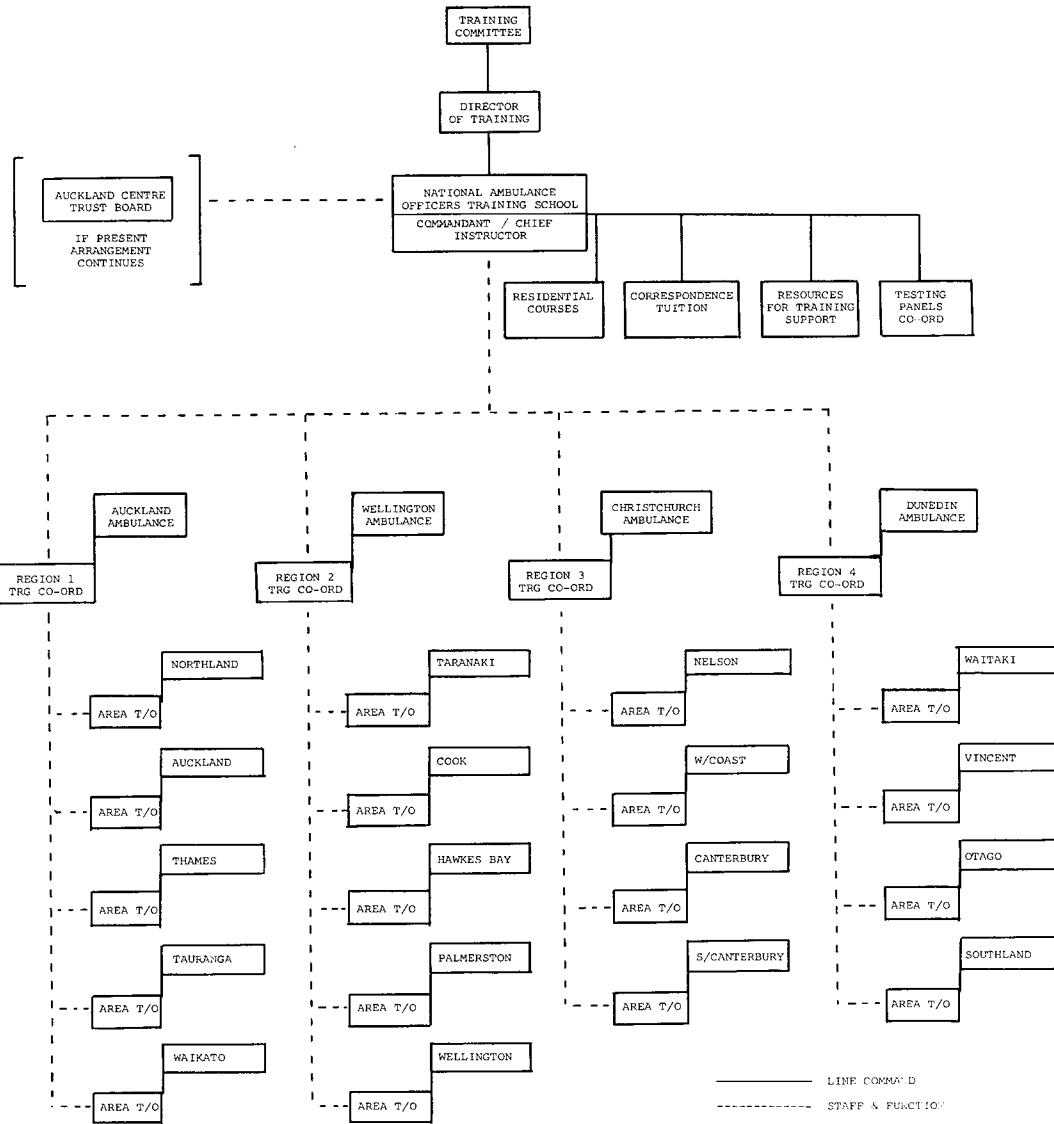 TRAINING
COMMITTEE
DIRECTOR
OF TRAINING
AUCKLAND CENTRE
TRUST BOARD
IF PRESENT
ARRANGEMENT
CONTINUES
NATIONAL AMBULANCE
OFFICERS TRAINING SCHOOL
COMMANDANT / CHIEF
INSTRUCTOR
RESIDENTIAL
COURSES
CORRESPONDENCE
TUITION
RESOURCES
FOR TRAINING
SUPPORT
TESTING
PANELS
CO-ORD
AUCKLAND
AMBULANCE
REGION 1
TRG CO-ORD
NORTHLAND
AREA T/O
AUCKLAND
AREA T/O
THAMES
AREA T/O
TAURANGA
AREA T/O
WAIKATO
AREA T/O
WELLINGTON
AMBULANCE
REGION 2
TRG CO-ORD
TARANAKI
AREA T/O
COOK
AREA T/O
HAWKES BAY
AREA T/O
PALMERSTON
AREA T/O
WELLINGTON
AREA T/O
CHRISTCHURCH
AMBULANCE
REGION 3
TRG CO-ORD
NELSON
AREA T/O
W/COAST
AREA T/O
CANTERBURY
AREA T/O
S/CANTERBURY
AREA T/O
DUNEDIN
AMBULANCE
REGION 4
TRG CO-ORD
WAITAKI
AREA T/O
VINCENT
AREA T/O
OTAGO
AREA T/O
SOUTHLAND
AREA T/O
LINE COMMAND
STAFF & FUNCTION